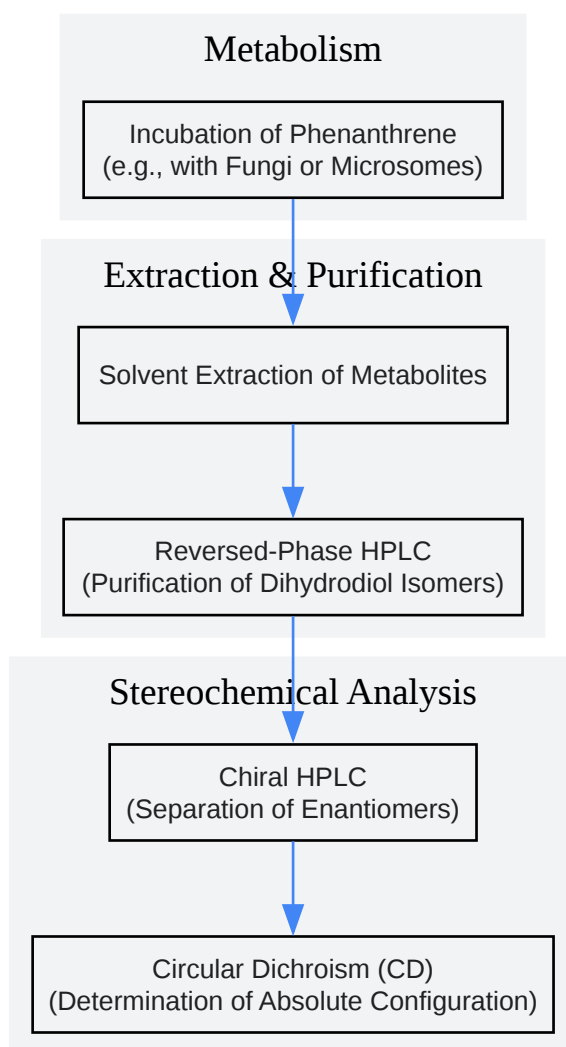 Metabolism
Incubation of Phenanthrene
(e.g., with Fungi or Microsomes)
Extraction & Purification
Solvent Extraction of Metabolites
Reversed-Phase HPLC
(Purification of Dihydrodiol Isomers)
Stereochemical Analysis
Chiral HPLC
(Separation of Enantiomers)
Circular Dichroism (CD)
(Determination of Absolute Configuration)